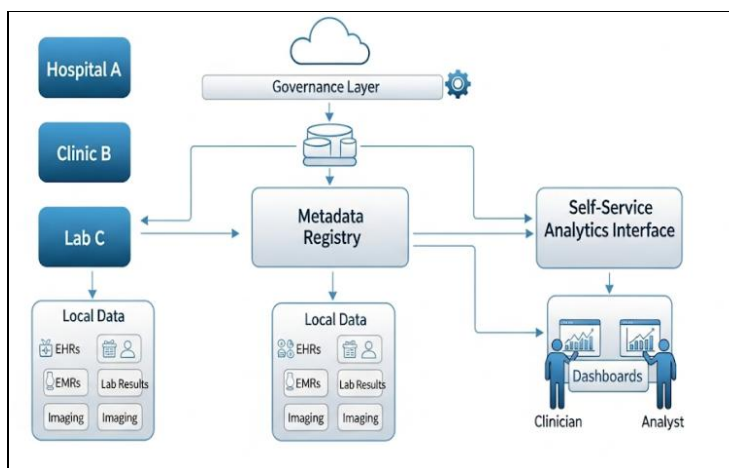 Hospital A
Governance Layer
Clinic B
Lab C
Metadata
Registry
Self-Service
Analytics Interface
Local Data
EHRs
EMRs
Lab Results
Imaging
Imaging
Local Data
EHRs
EMRs
Lab Results
Imaging
Imaging
Dashboards
Clinician
Analyst